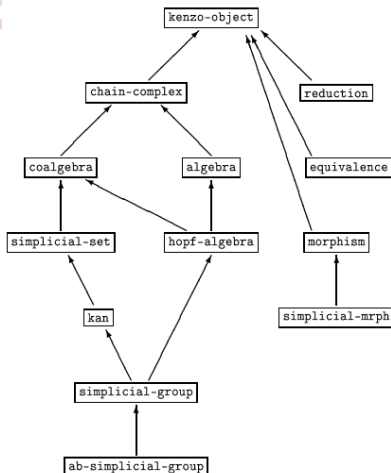 kenzo-object
chain-complex
reduction
coalgebra
algebra
equivalence
simplicial-set
hopf-algebra
morphism
kan
simplicial-mrph
simplicial-group
ab-simplicial-group